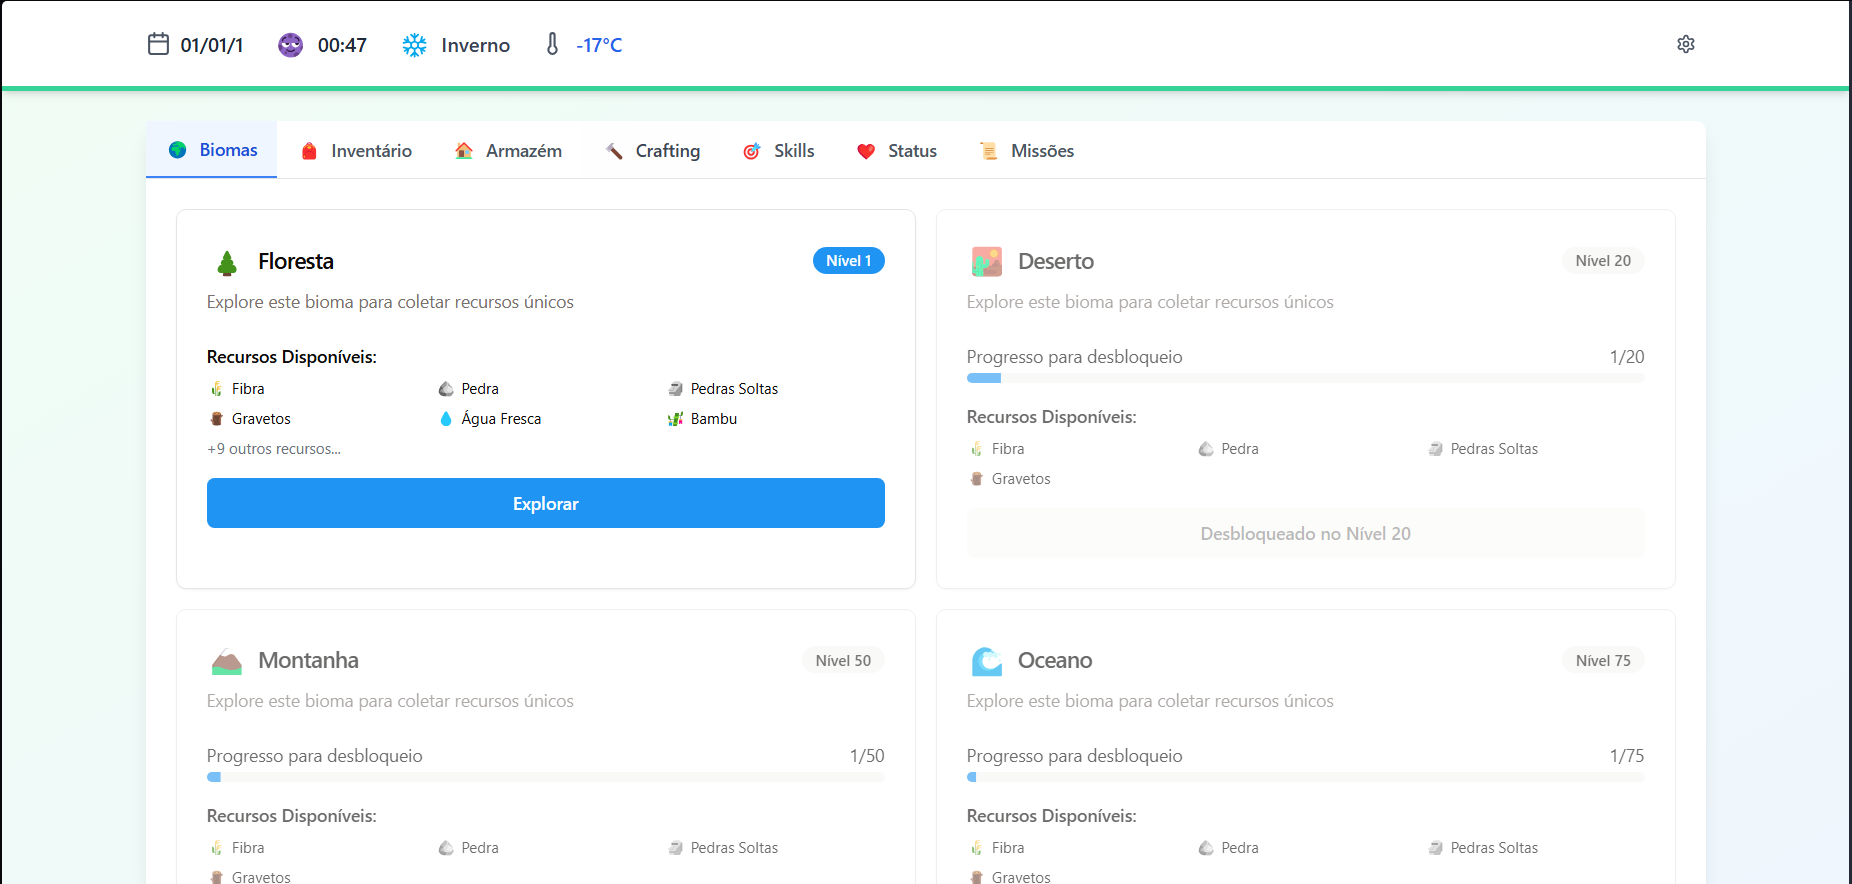 01/01/1 00:47 Inverno -17°C
Biomas Inventário Armazém Crafting Skills Status Missões
Floresta Nível 1
Explore este bioma para coletar recursos únicos
Recursos Disponíveis:
Fibra Pedra Pedras Soltas
Gravetos Água Fresca Bambu
+9 outros recursos...
Explorar
Deserto Nível 20
Explore este bioma para coletar recursos únicos
Progresso para desbloqueio 1/20
Recursos Disponíveis:
Fibra Pedra Pedras Soltas
Gravetos
Desbloqueado no Nível 20
Montanha Nível 50
Explore este bioma para coletar recursos únicos
Progresso para desbloqueio 1/50
Recursos Disponíveis:
Fibra Pedra Pedras Soltas
Gravetos
Oceano Nível 75
Explore este bioma para coletar recursos únicos
Progresso para desbloqueio 1/75
Recursos Disponíveis:
Fibra Pedra Pedras Soltas
Gravetos